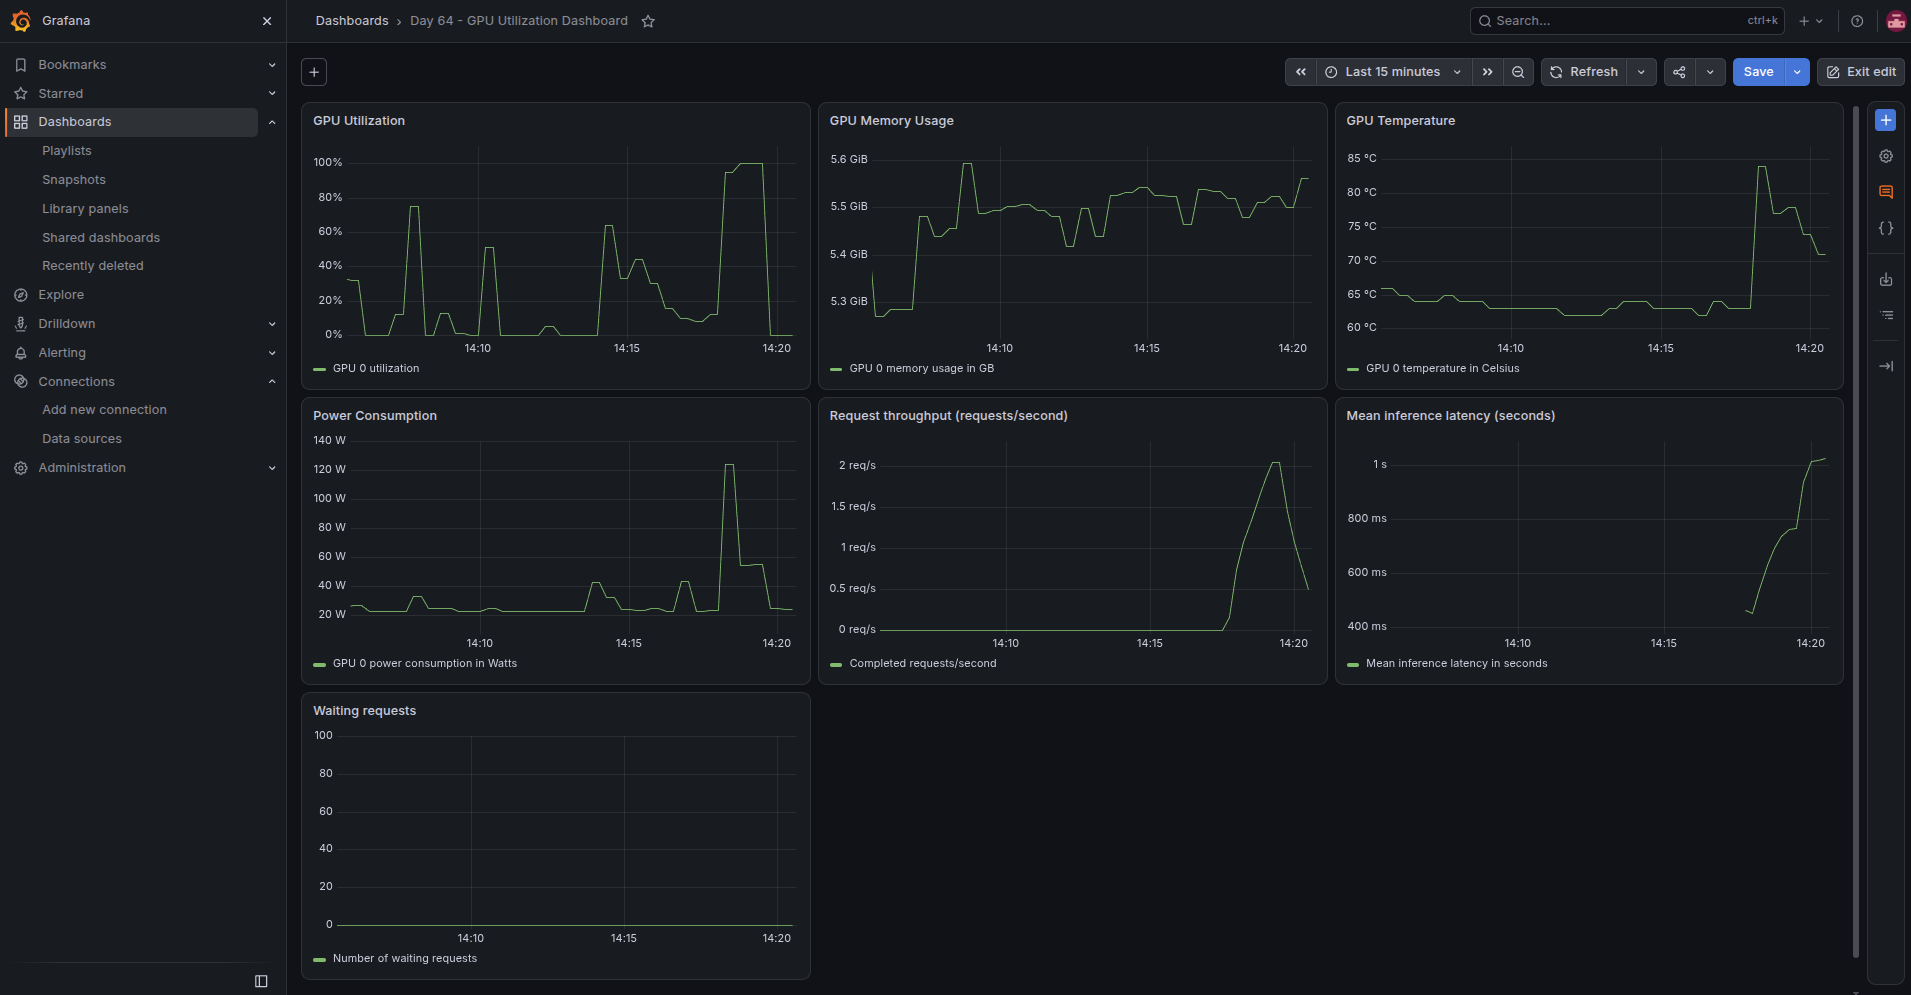 Grafana
Dashboards › Day 64 - GPU Utilization Dashboard
Search... ctrl+k
Bookmarks
Starred
Dashboards
Playlists
Snapshots
Library panels
Shared dashboards
Recently deleted
Explore
Drilldown
Alerting
Connections
Add new connection
Data sources
Administration
Last 15 minutes
Refresh
Save
Exit edit
GPU Utilization
100%
80%
60%
40%
20%
0%
14:10 14:15 14:20
GPU 0 utilization
GPU Memory Usage
5.6 GiB
5.5 GiB
5.4 GiB
5.3 GiB
14:10 14:15 14:20
GPU 0 memory usage in GB
GPU Temperature
85 °C
80 °C
75 °C
70 °C
65 °C
60 °C
14:10 14:15 14:20
GPU 0 temperature in Celsius
Power Consumption
140 W
120 W
100 W
80 W
60 W
40 W
20 W
14:10 14:15 14:20
GPU 0 power consumption in Watts
Request throughput (requests/second)
2 req/s
1.5 req/s
1 req/s
0.5 req/s
0 req/s
14:10 14:15 14:20
Completed requests/second
Mean inference latency (seconds)
1 s
800 ms
600 ms
400 ms
14:10 14:15 14:20
Mean inference latency in seconds
Waiting requests
100
80
60
40
20
0
14:10 14:15 14:20
Number of waiting requests